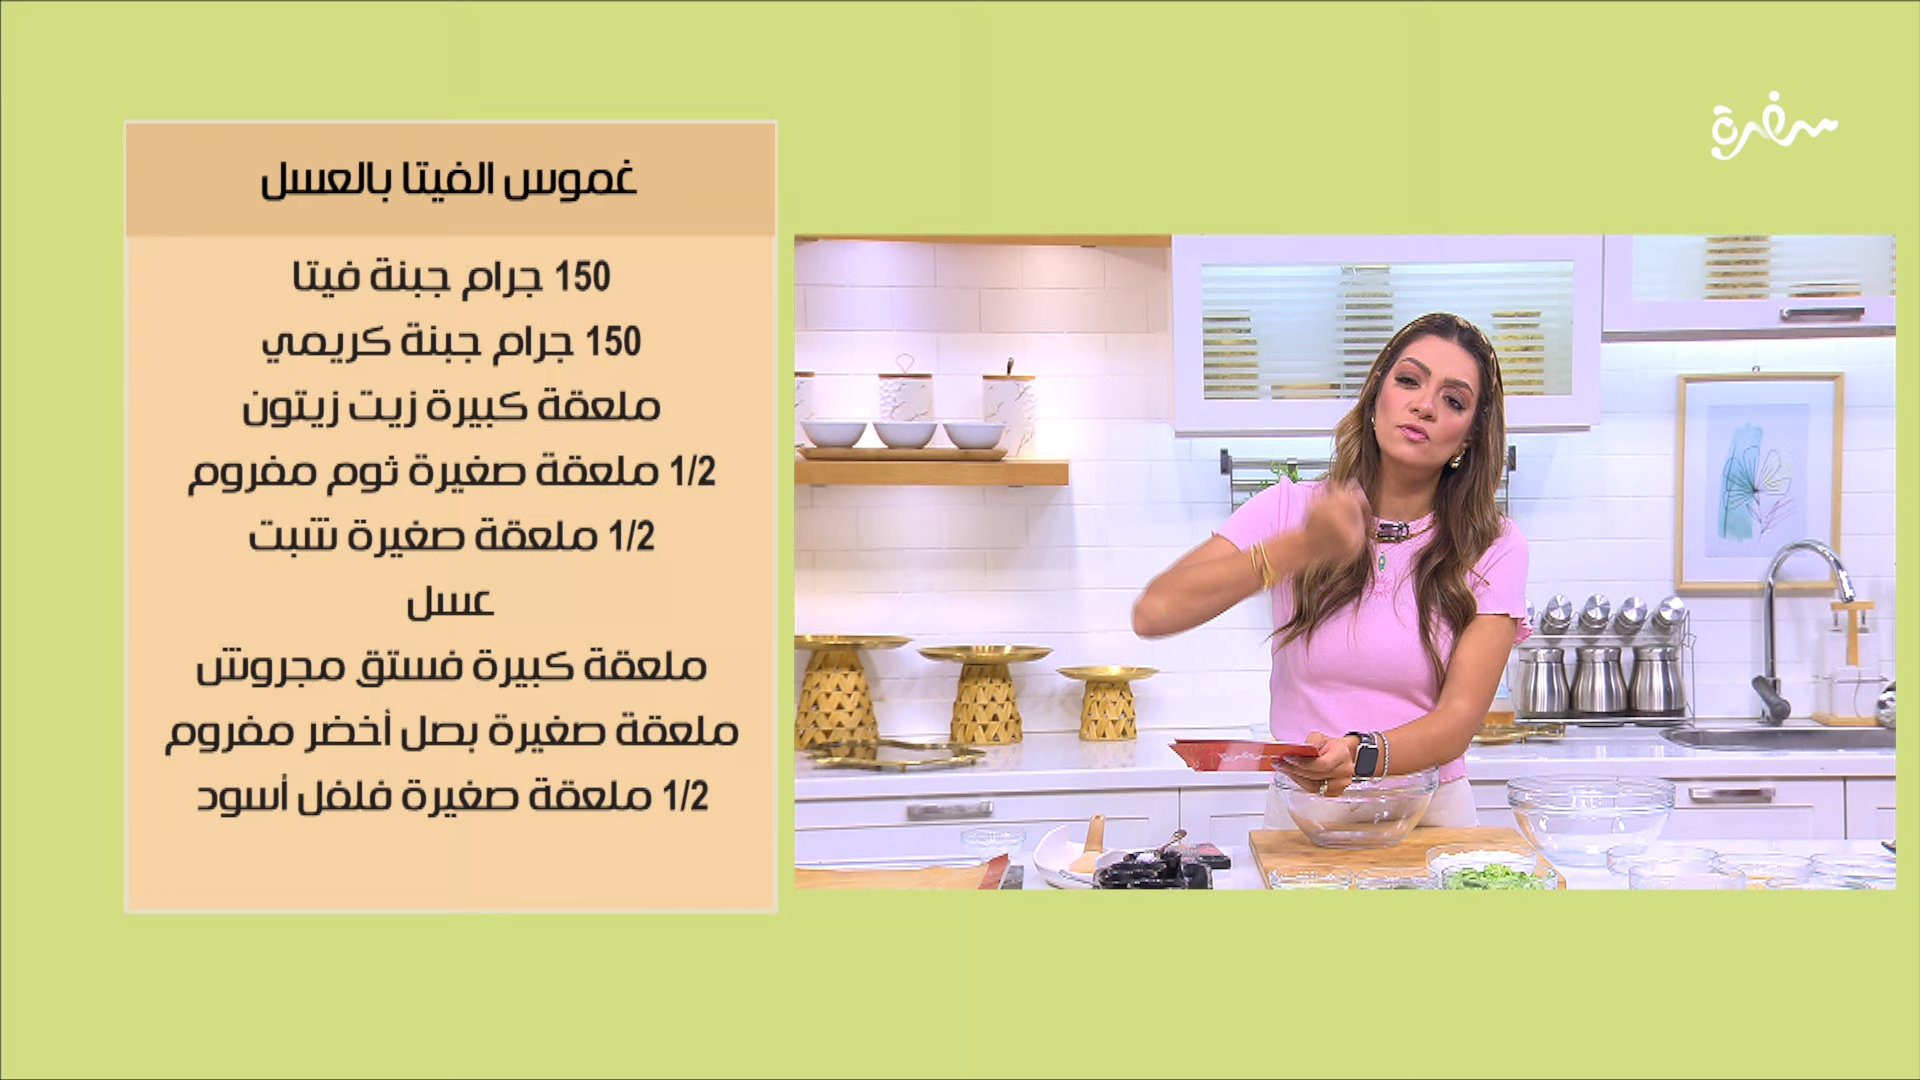 سفرة
غموس الفيتا بالعسل
150 جرام جبنة فيتا
150 جرام جبنة كريمي
ملعقة كبيرة زيت زيتون
1/2 ملعقة صغيرة ثوم مفروم
1/2 ملعقة صغيرة شبت
عسل
ملعقة كبيرة فستق مجروش
ملعقة صغيرة بصل أخضر مفروم
1/2 ملعقة صغيرة فلفل أسود